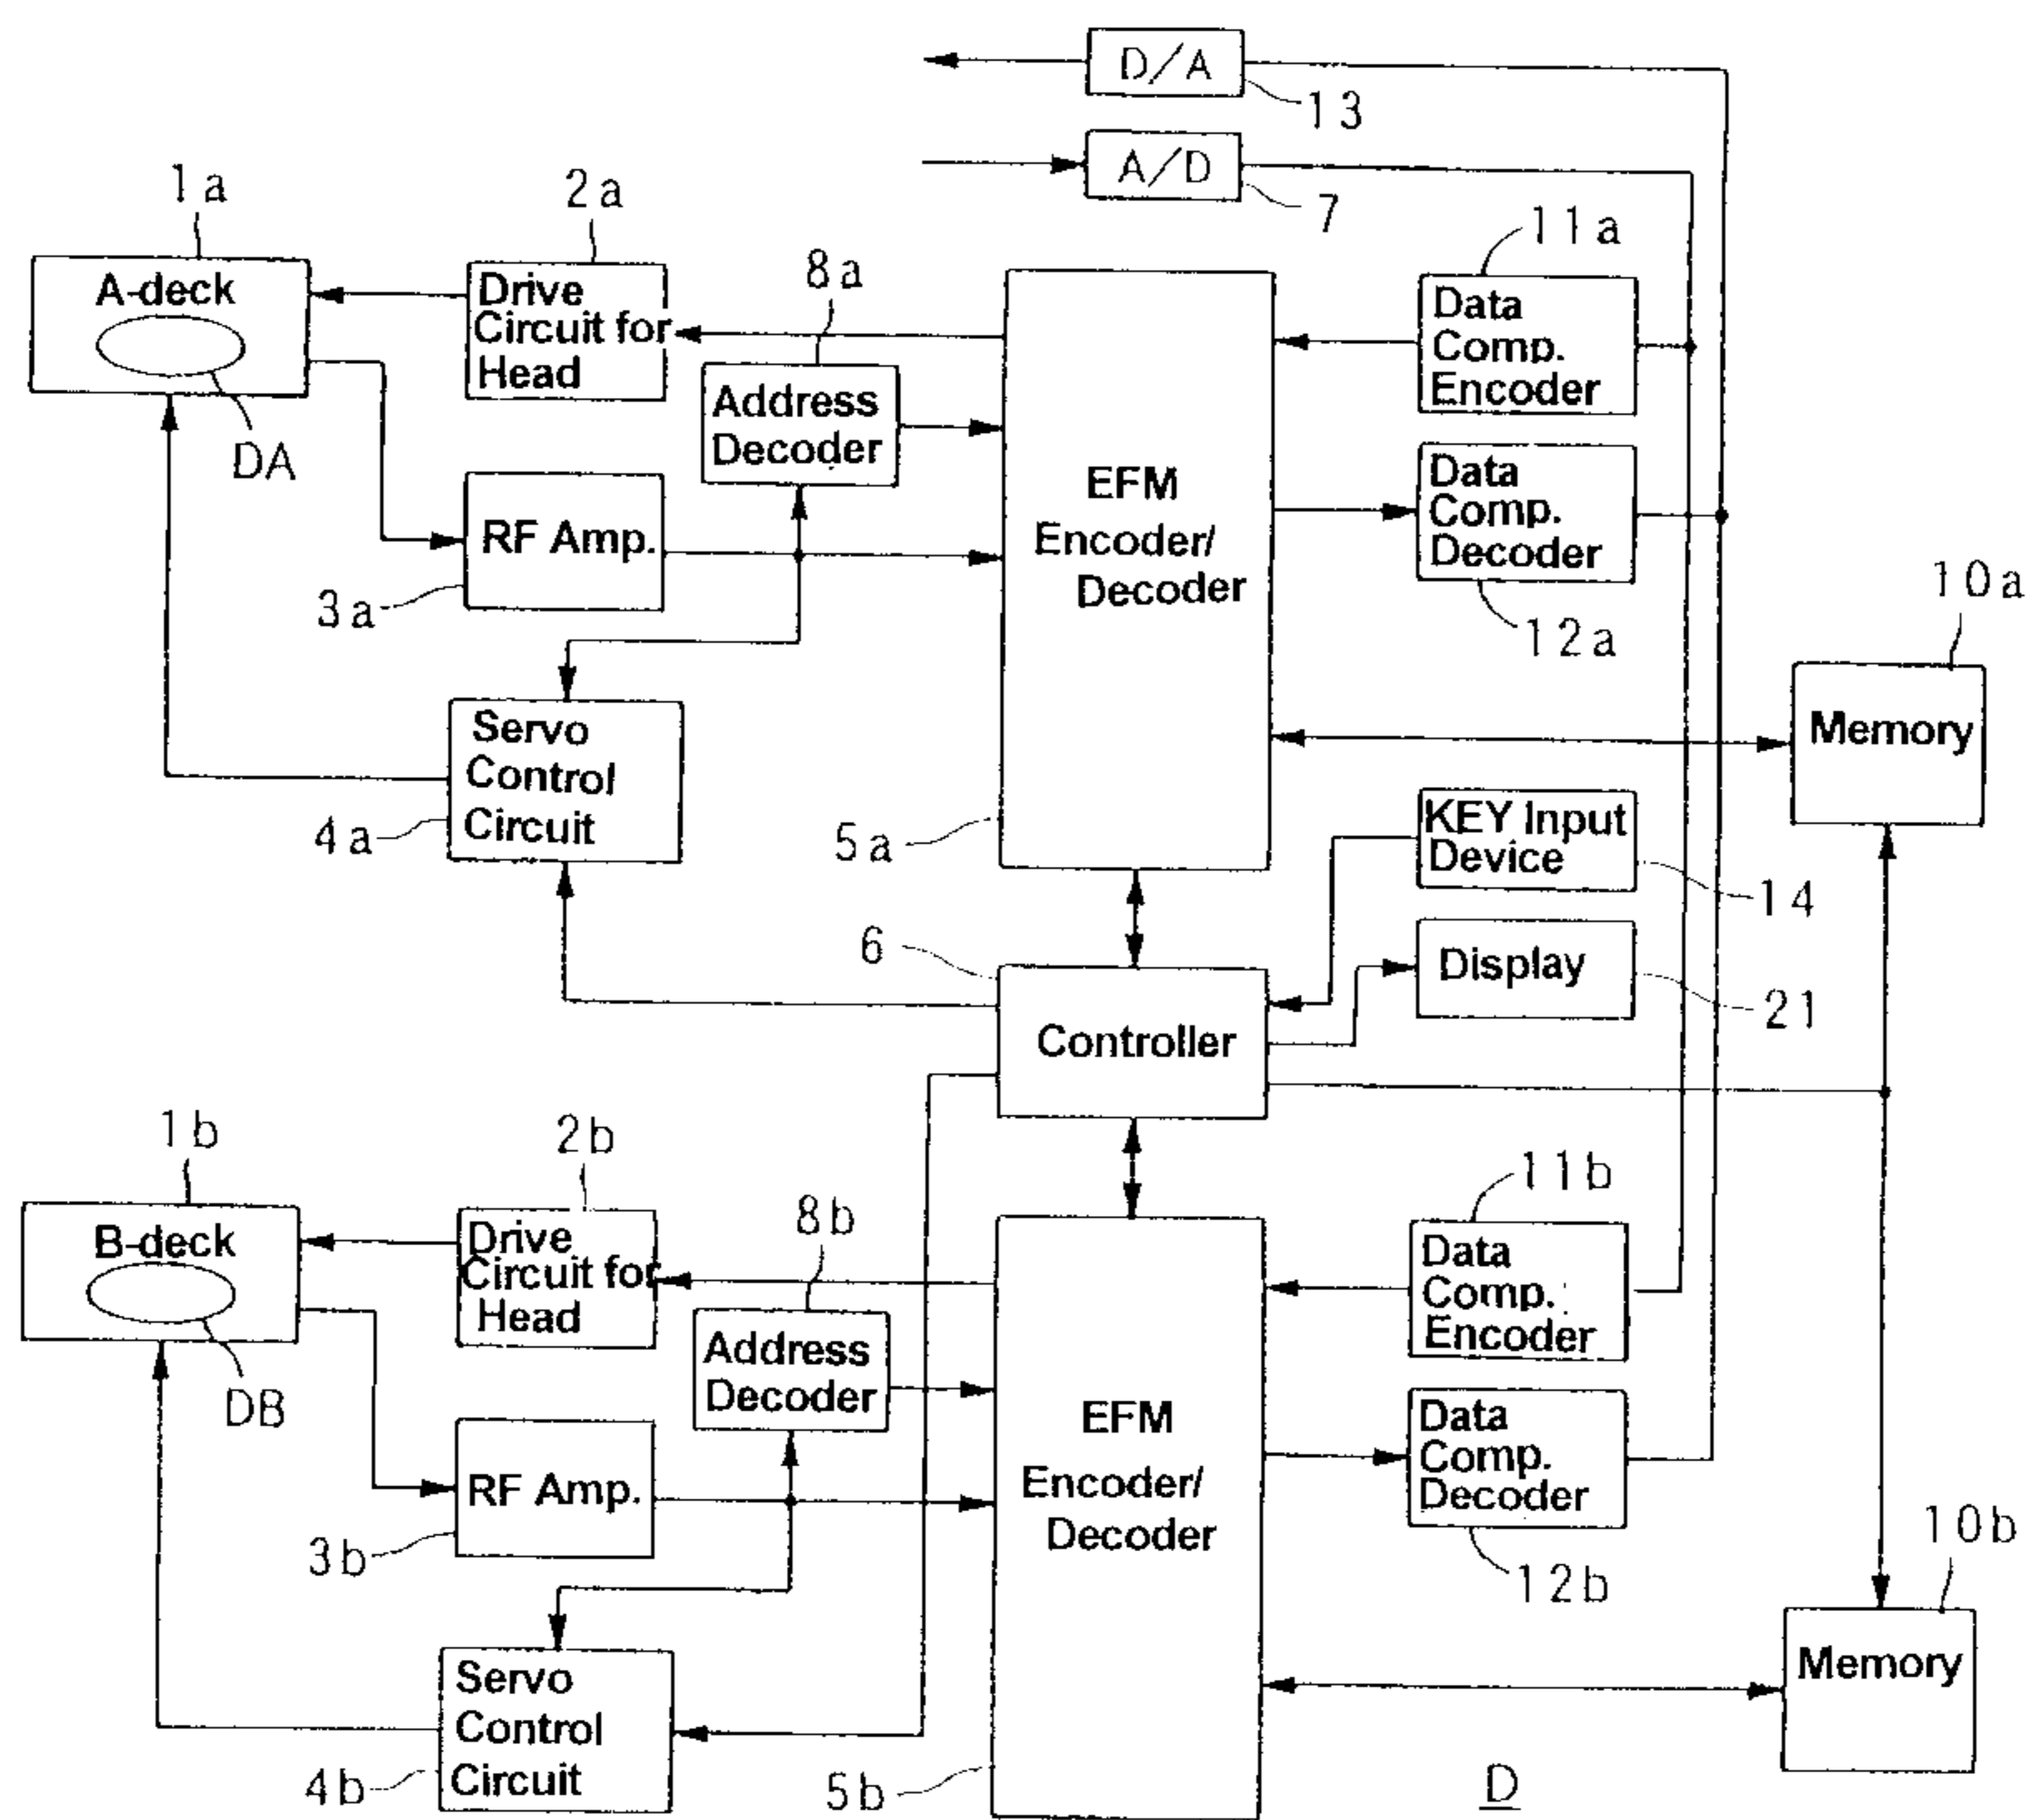 D/A
13
A/D
7
1a
2a
8a
11a
A-deck
DA
Drive
Circuit for
Head
Address
Decoder
EFM
Encoder/
Decoder
Data
Comp.
Encoder
Data
Comp.
Decoder
12a
RF Amp.
3a
10a
Memory
Servo
Control
Circuit
4a
5a
KEY Input
Device
14
6
Display
21
Controller
1b
2b
8b
11b
B-deck
DB
Drive
Circuit for
Head
Address
Decoder
EFM
Encoder/
Decoder
Data
Comp.
Encoder
Data
Comp.
Decoder
12b
RF Amp.
3b
10b
Memory
Servo
Control
Circuit
4b
5b
D